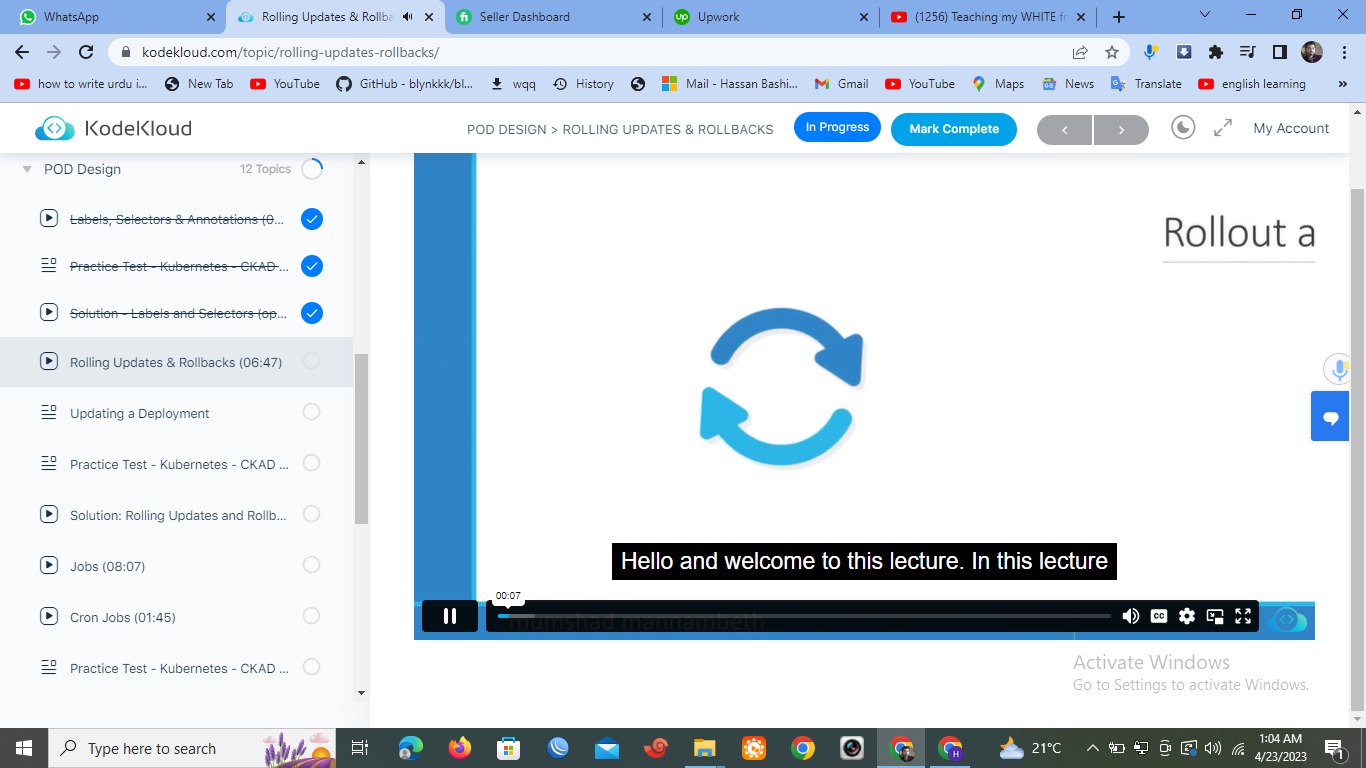 WhatsApp
Rolling Updates & Rollba
Seller Dashboard
Upwork
(1256) Teaching my WHITE fr
kodekloud.com/topic/rolling-updates-rollbacks/
how to write urdu i...
New Tab
YouTube
GitHub - blynkkk/bl...
wqq
History
Mail - Hassan Bashi...
Gmail
YouTube
Maps
News
Translate
english learning
»
KodeKloud
POD DESIGN > ROLLING UPDATES & ROLLBACKS
In Progress
Mark Complete
My Account
POD Design
12 Topics
Labels, Selectors & Annotations (0...
Practice Test - Kubernetes - CKAD ...
Solution - Labels and Selectors (op...
Rolling Updates & Rollbacks (06:47)
Updating a Deployment
Practice Test - Kubernetes - CKAD ...
Solution: Rolling Updates and Rollb...
Jobs (08:07)
Cron Jobs (01:45)
Practice Test - Kubernetes - CKAD ...
Rollout a
Hello and welcome to this lecture. In this lecture
00:07
mumshad mannambeth
CC
Activate Windows
Go to Settings to activate Windows.
Type here to search
21°C
1:04 AM
4/23/2023
1